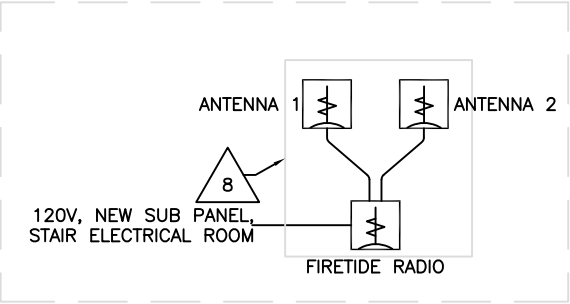 ANTENNA 1
ANTENNA 2
8
120V, NEW SUB PANEL,
STAIR ELECTRICAL ROOM
FIRETIDE RADIO